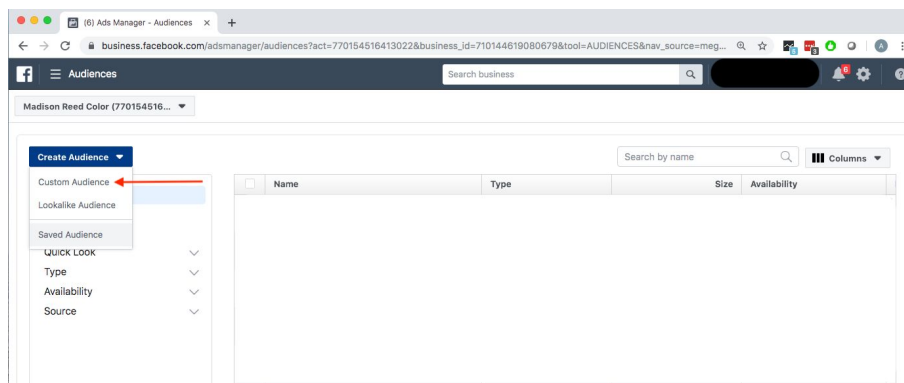 (6) Ads Manager - Audiences
business.facebook.com/adsmanager/audiences?act=770154516413022&business_id=710144619080679&tool=AUDIENCES&nav_source=meg...
Audiences
Search business
6
Madison Reed Color (770154516...
Create Audience
Search by name
Columns
Custom Audience
Name Type Size Availability
Lookalike Audience
Saved Audience
Quick Look
Type
Availability
Source